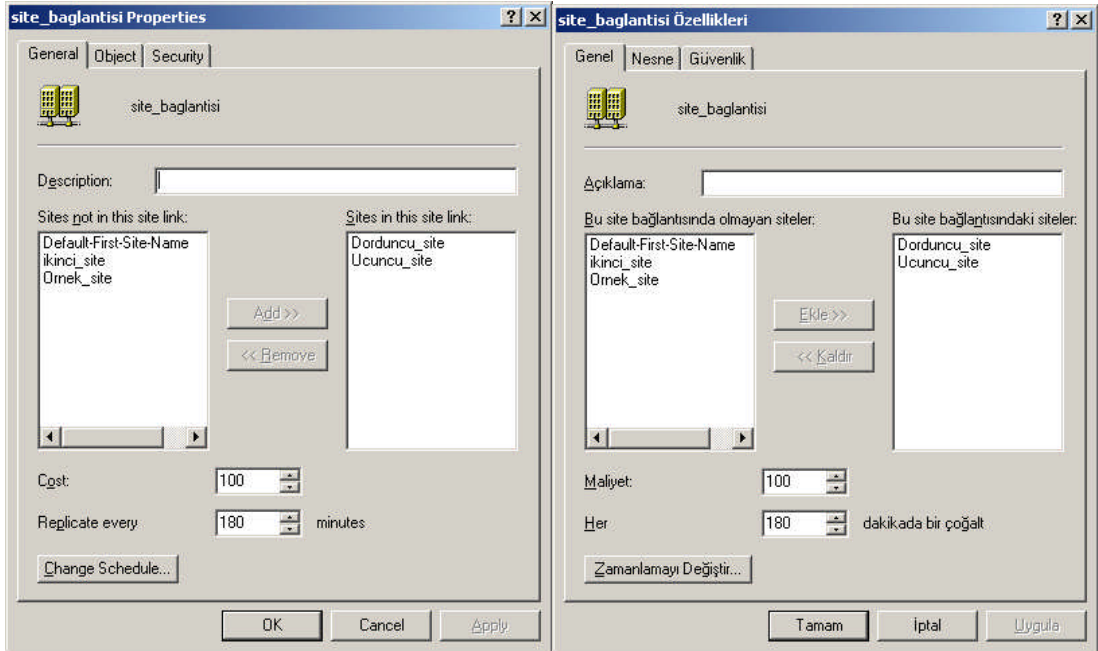 site_baglantisi Properties
General Object Security
site_baglantisi
Description:
Sites not in this site link:
Default-First-Site-Name
ikinci_site
Ornek_site
Add >>
<< Remove
Sites in this site link:
Dorduncu_site
Ucuncu_site
Cost: 100
Replicate every 180 minutes
Change Schedule...
OK Cancel Apply
site_baglantisi Özellikleri
Genel Nesne Güvenlik
site_baglantisi
Açıklama:
Bu site bağlantısında olmayan siteler:
Default-First-Site-Name
ikinci_site
Ornek_site
Ekle >>
<< Kaldır
Bu site bağlantısındaki siteler:
Dorduncu_site
Ucuncu_site
Maliyet: 100
Her 180 dakikada bir çoğalt
Zamanlamayı Değiştir...
Tamam İptal Uygula